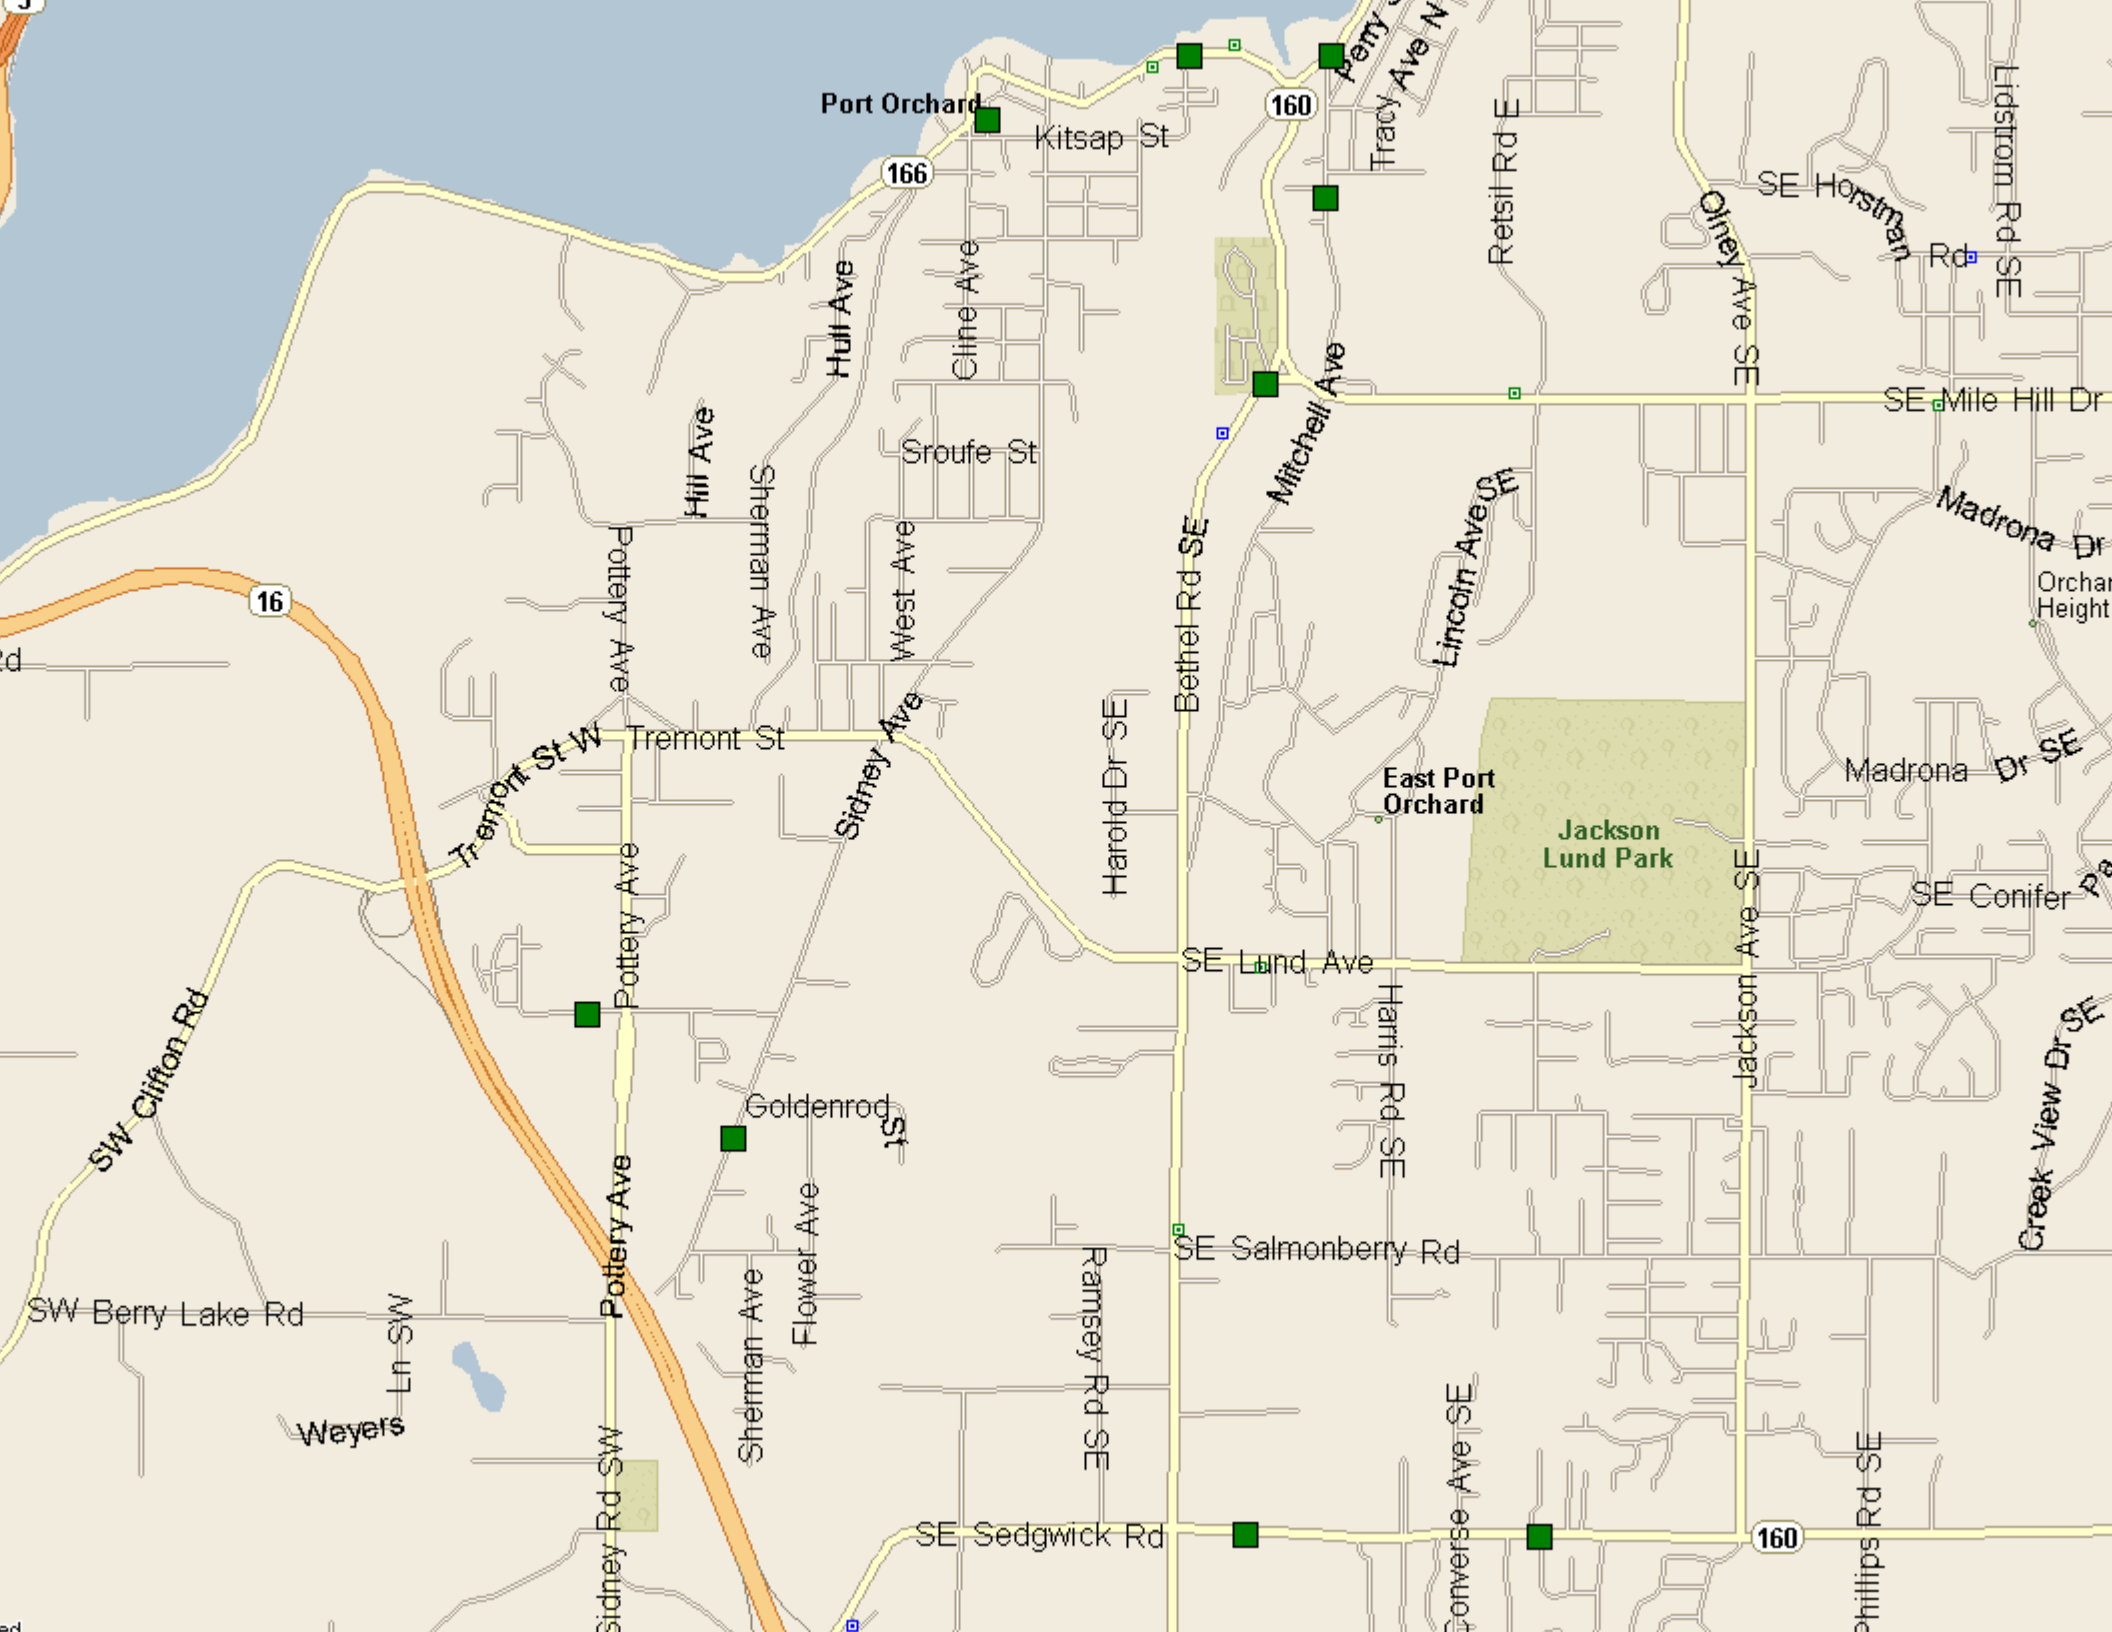 3
Perry
Tracy Ave N
Port Orchard
160
Kitsap St
166
Retsil Rd E
Lidstrom Rd SE
SE Horstman Rd
Olney Ave SE
Hull Ave
Cline Ave
Mitchell Ave
SE Mile Hill Dr
Hill Ave
Sroufe St
Sherman Ave
Lincoln Ave SE
Madrona Dr
Pottery Ave
West Ave
Bethel Rd SE
Orchar
Height
16
Rd
Tremont St W
Tremont St
Sidney Ave
Harold Dr SE
East Port
Orchard
Jackson
Lund Park
Madrona Dr SE
Pottery Ave
SE Conifer
Pa
SE Lund Ave
Jackson Ave SE
SW Clifton Rd
Harris Rd SE
Creek View Dr SE
Goldenrod St
Pottery Ave
Flower Ave
SE Salmonberry Rd
SW Berry Lake Rd
Ln SW
Weyers
Sherman Ave
Ramsey Rd SE
Converse Ave SE
Phillips Rd SE
Sidney Rd SW
SE Sedgwick Rd
160
ed